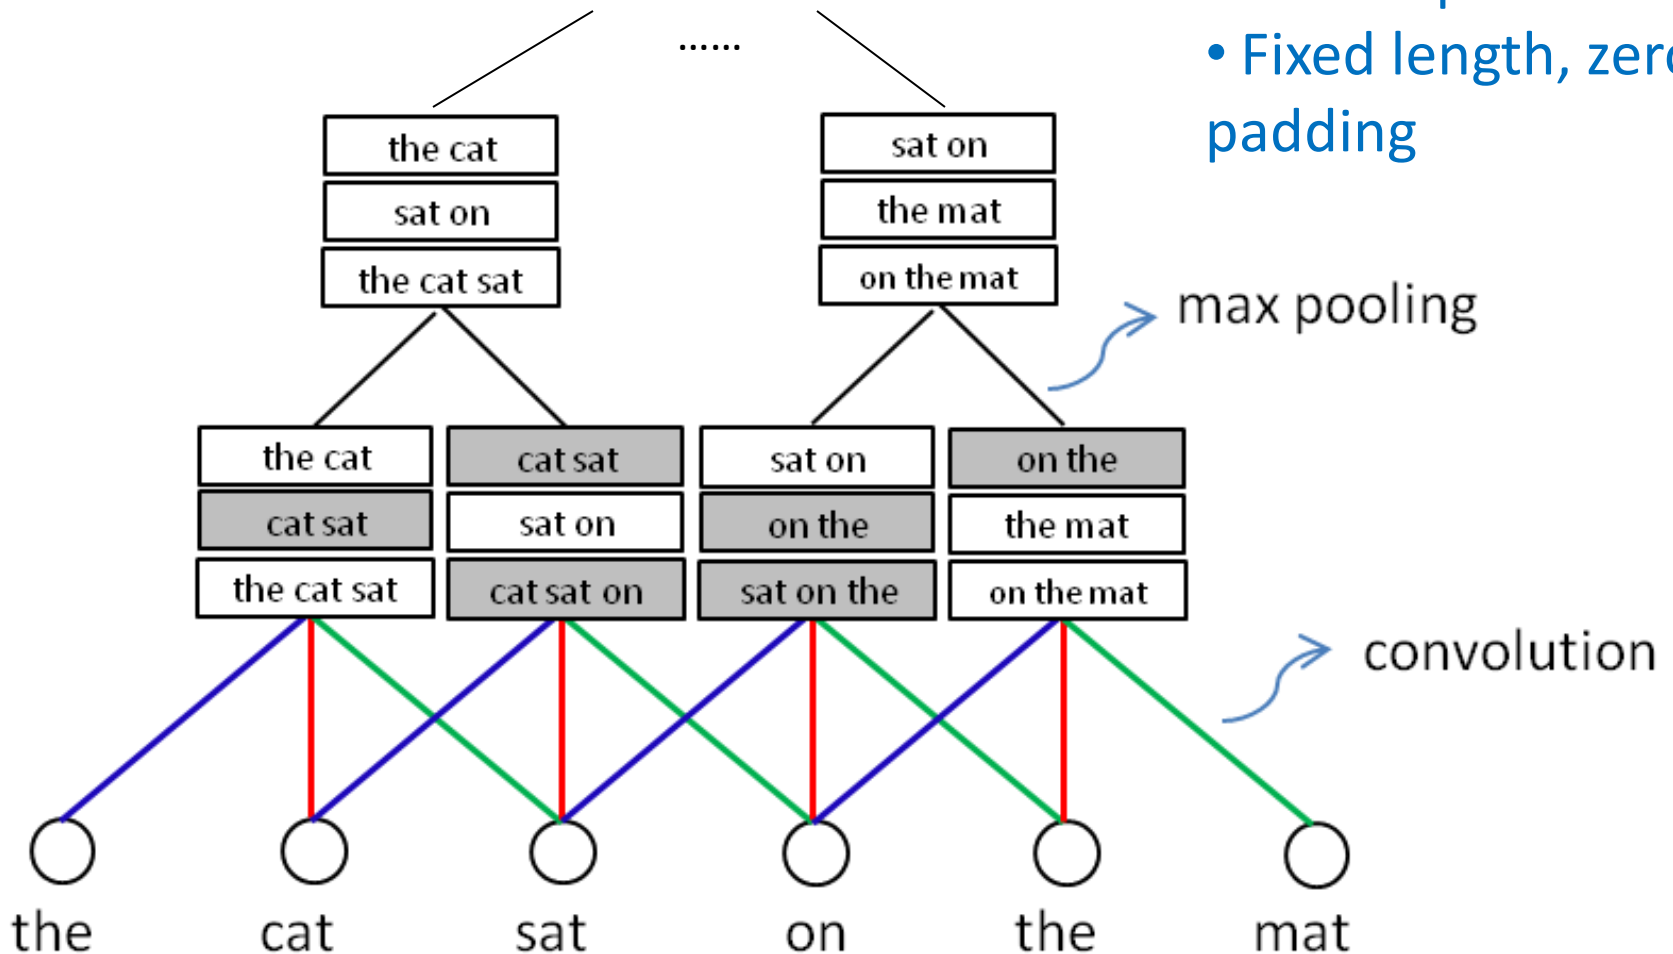 ……
• Fixed length, zero
padding
the cat
sat on
the cat sat
sat on
the mat
on the mat
max pooling
the cat
cat sat
the cat sat
cat sat
sat on
cat sat on
sat on
on the
sat on the
on the
the mat
on the mat
convolution
the cat sat on the mat